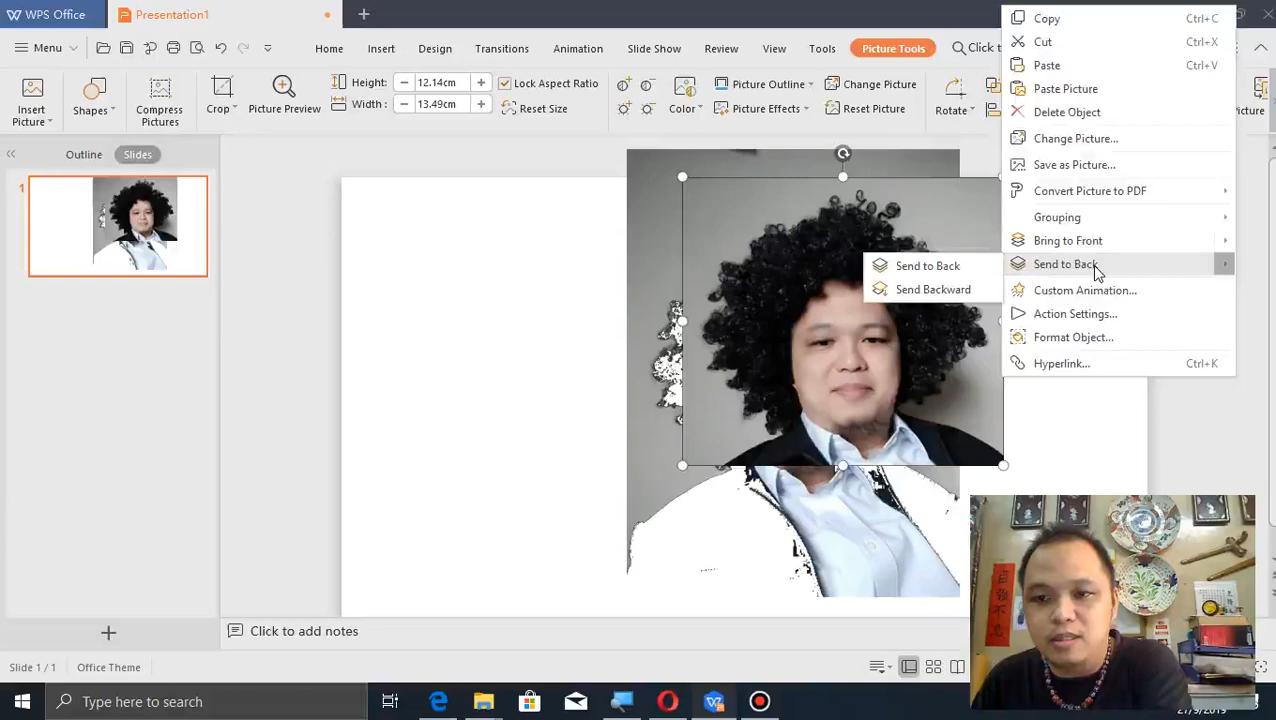 WPS Office
Presentation1
Menu
Home
Insert
Design
Transitions
Animation
Slide Show
Review
View
Tools
Picture Tools
Click t
Insert
Picture
Shapes
Compress
Pictures
Crop
Picture Preview
Height: 12.14cm
Width : 13.49cm
Lock Aspect Ratio
Reset Size
Color
Picture Outline
Picture Effects
Change Picture
Reset Picture
Rotate
Outline
Slides
1
Copy Ctrl+C
Cut Ctrl+X
Paste Ctrl+V
Paste Picture
Delete Object
Change Picture...
Save as Picture...
Convert Picture to PDF
Grouping
Bring to Front
Send to Back
Custom Animation...
Action Settings...
Format Object...
Hyperlink... Ctrl+K
Send to Back
Send Backward
Click to add notes
Slide 1 / 1
Office Theme
Type here to search
27/9/2019